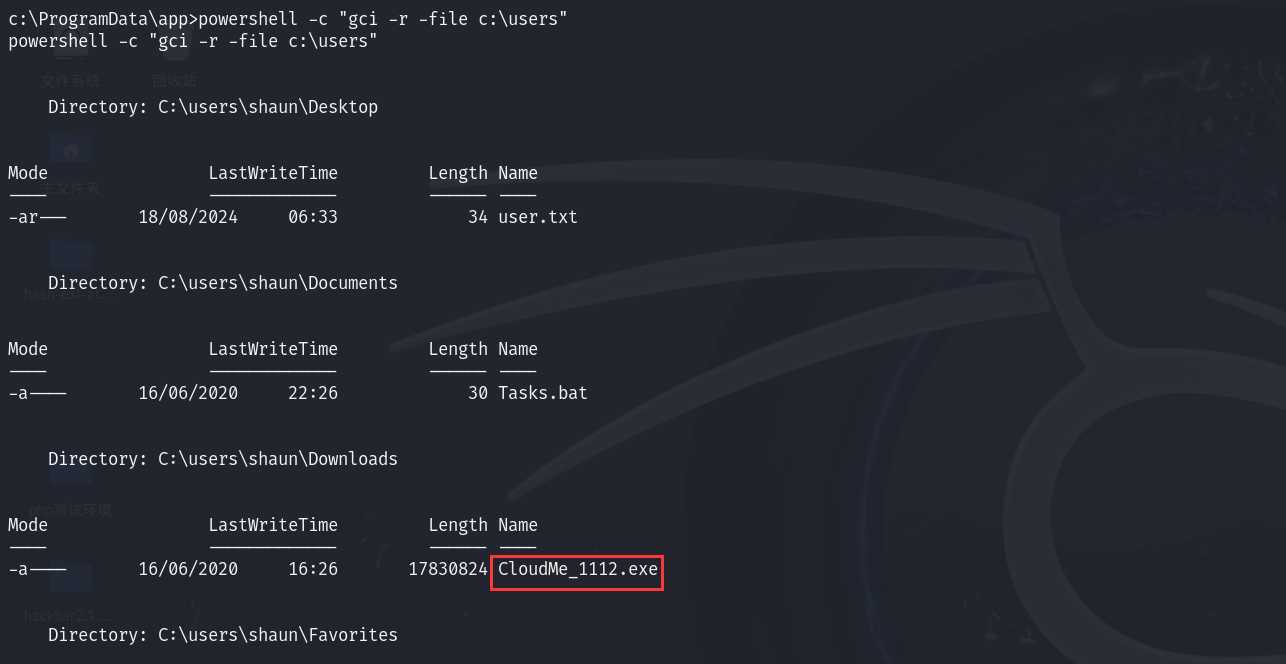 c:\ProgramData\app>powershell -c "gci -r -file c:\users"
powershell -c "gci -r -file c:\users"
文件系统 回收站
Directory: C:\users\shaun\Desktop
Mode LastWriteTime Length Name
---- ------------- ------ ----
主文件夹
-ar--- 18/08/2024 06:33 34 user.txt
Directory: C:\users\shaun\Documents
Mode LastWriteTime Length Name
---- ------------- ------ ----
-a---- 16/06/2020 22:26 30 Tasks.bat
Directory: C:\users\shaun\Downloads
php测试环境
Mode LastWriteTime Length Name
---- ------------- ------ ----
-a---- 16/06/2020 16:26 17830824 CloudMe_1112.exe
hackbar2.1....
Directory: C:\users\shaun\Favorites